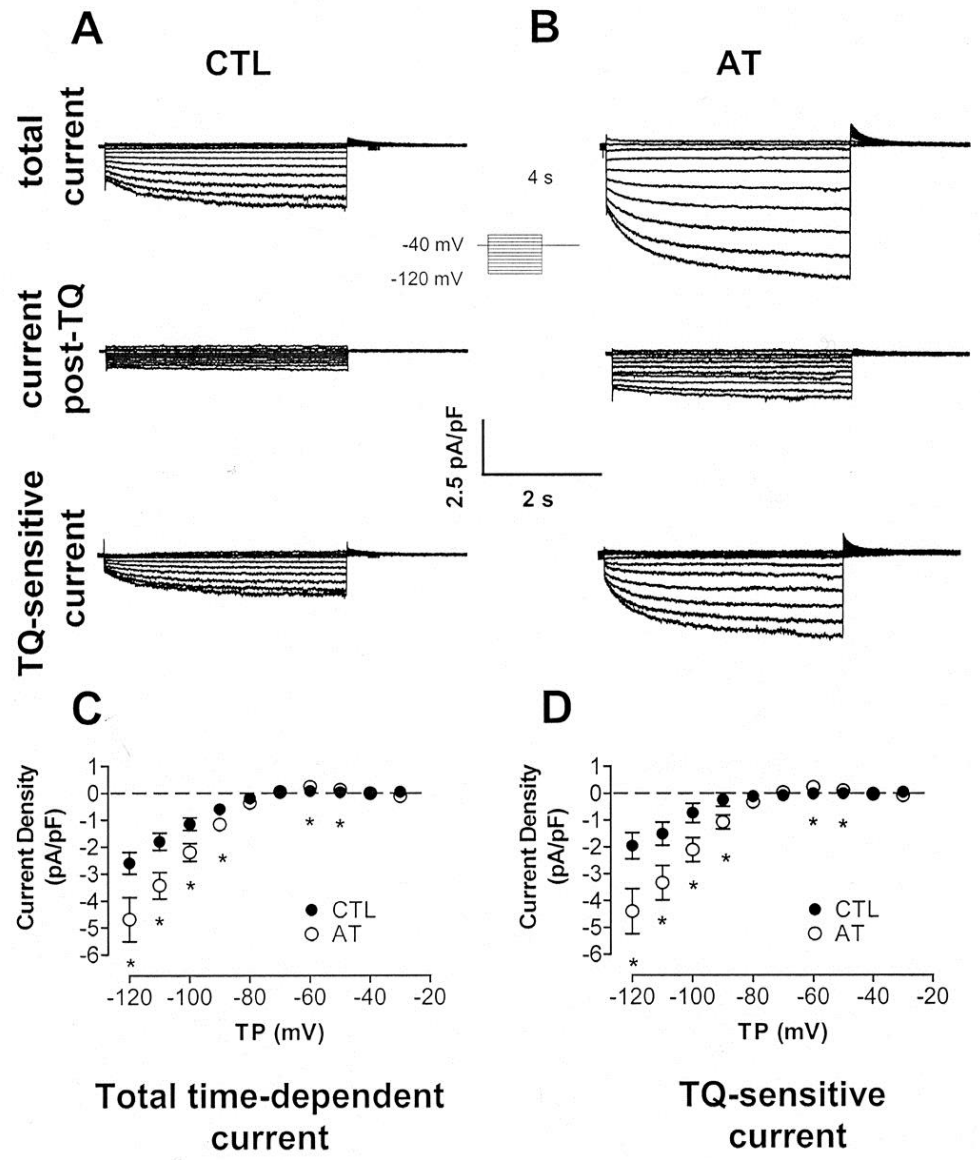 A
B
CTL
AT
total
current
4 s
-40 mV
-120 mV
current
post-TQ
2.5 pA/pF
2 s
TQ-sensitive
current
C
D
Current Density
(pA/pF)
1
0
-1
-2
-3
-4
-5
-6
CTL
AT
*
*
*
*
*
*
-120
-100
-80
-60
-40
-20
TP (mV)
Current Density
(pA/pF)
1
0
-1
-2
-3
-4
-5
-6
CTL
AT
*
*
*
*
*
*
-120
-100
-80
-60
-40
-20
TP (mV)
Total time-dependent
current
TQ-sensitive
current